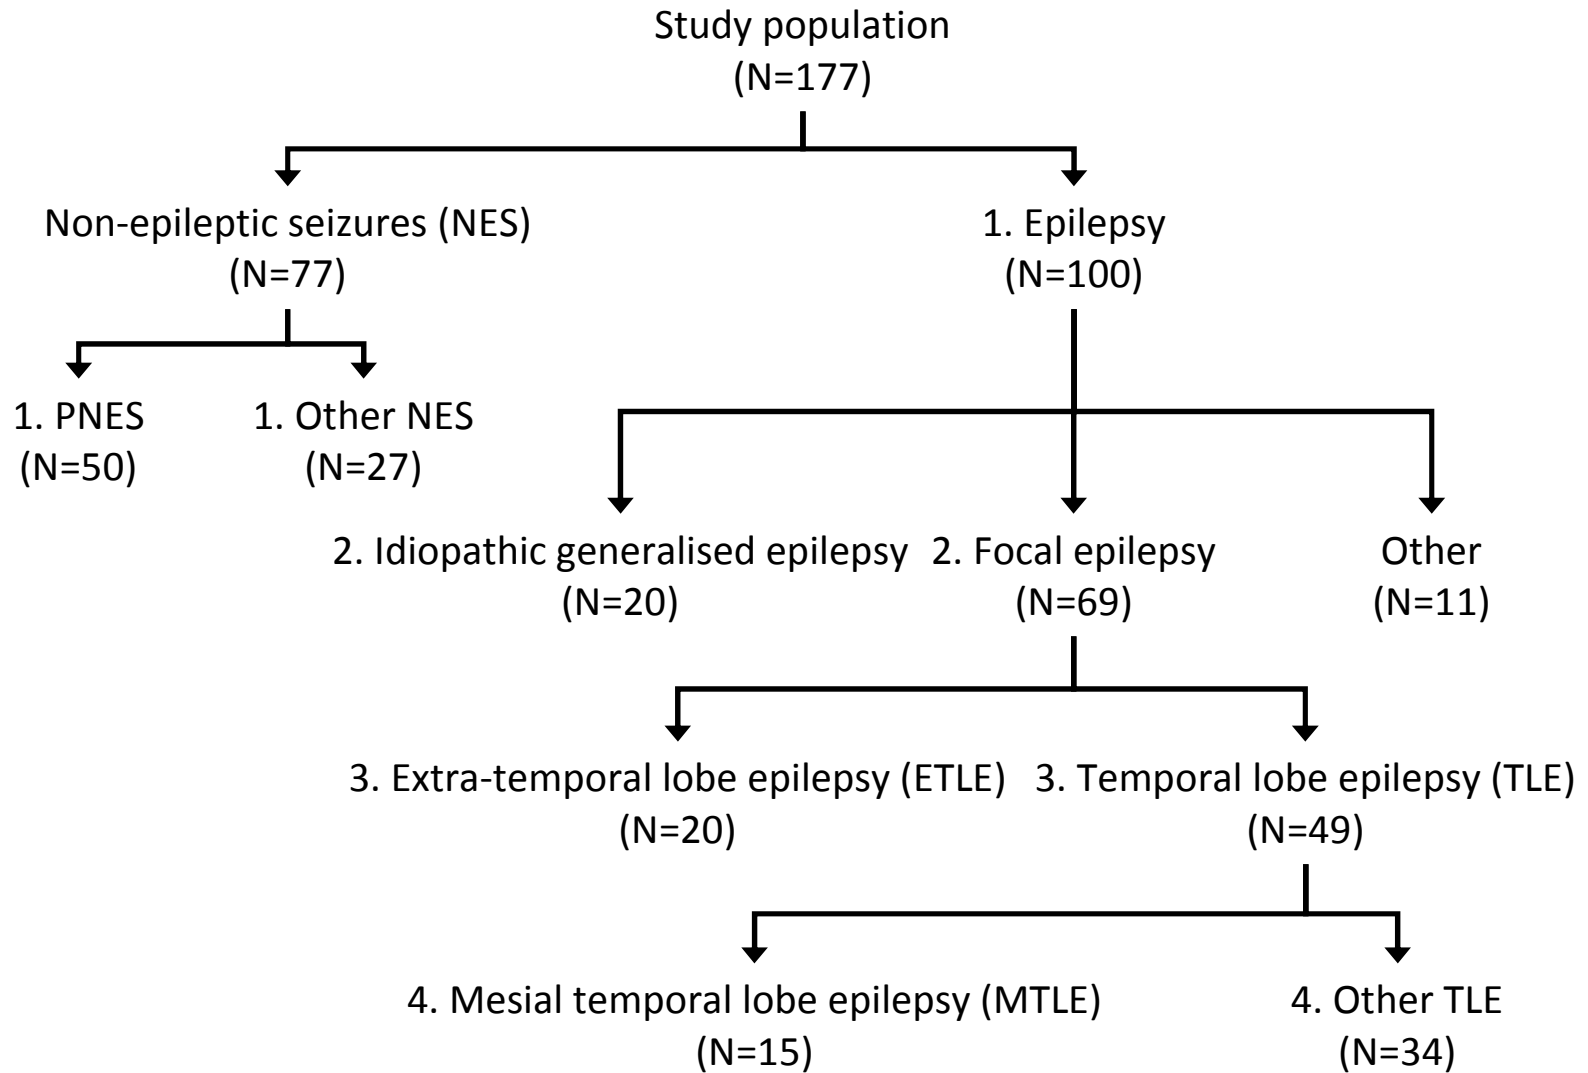 Study population
(N=177)
Non-epileptic seizures (NES)
(N=77)
1. Epilepsy
(N=100)
1. PNES
(N=50)
1. Other NES
(N=27)
2. Idiopathic generalised epilepsy
(N=20)
2. Focal epilepsy
(N=69)
Other
(N=11)
3. Extra-temporal lobe epilepsy (ETLE)
(N=20)
3. Temporal lobe epilepsy (TLE)
(N=49)
4. Mesial temporal lobe epilepsy (MTLE)
(N=15)
4. Other TLE
(N=34)